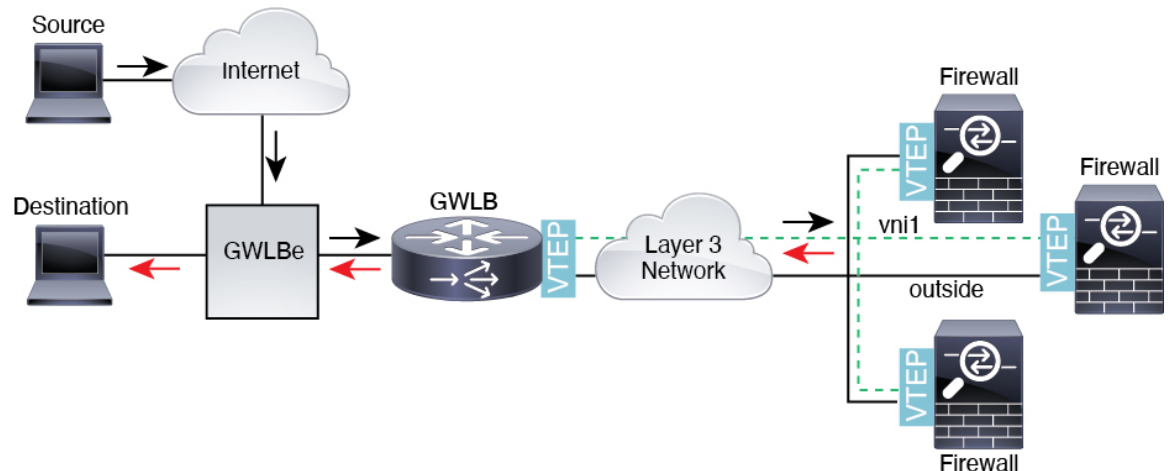 Source
Internet
Destination
GWLBe
GWLB
VTEP
Layer 3
Network
vni1
outside
Firewall
VTEP
Firewall
VTEP
VTEP
Firewall